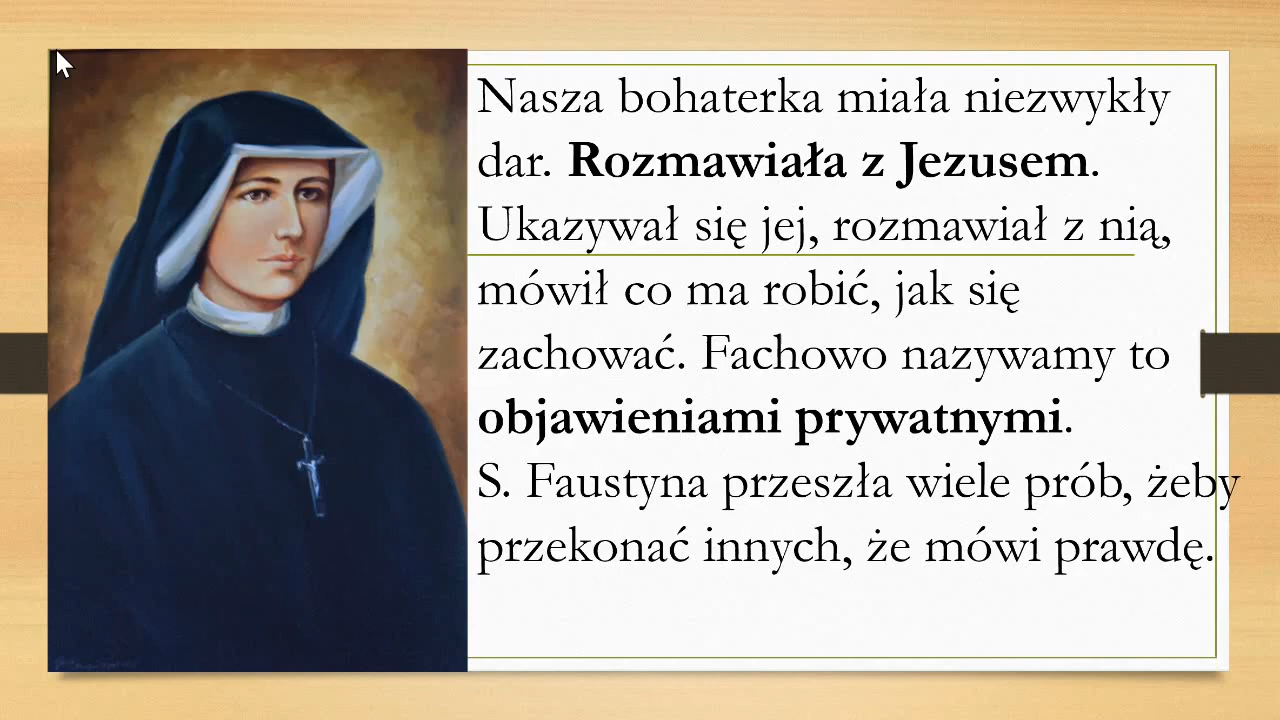 Nasza bohaterka miała niezwykły
dar. Rozmawiała z Jezusem.
Ukazywał się jej, rozmawiał z nią,
mówił co ma robić, jak się
zachować. Fachowo nazywamy to
objawieniami prywatnymi.
S. Faustyna przeszła wiele prób, żeby
przekonać innych, że mówi prawdę.